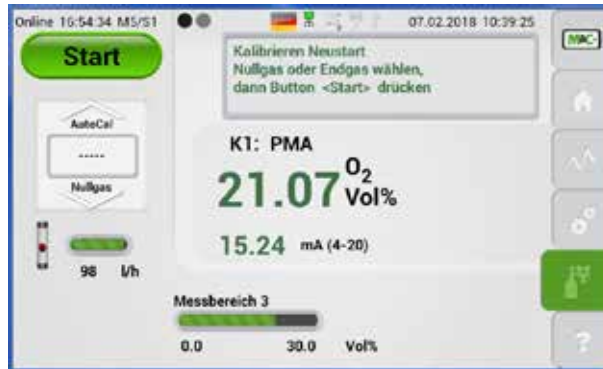 Online 16:54:34 M5/S1
07.02.2018 10:39:25
MAC-
Start
Kalibrieren Neustart
Nullgas oder Endgas wählen,
dann Button <Start> drücken
AutoCal
-----
Nullgas
K1: PMA
21.07 O2 Vol%
15.24 mA (4-20)
98 l/h
Messbereich 3
0.0 30.0 Vol%
?